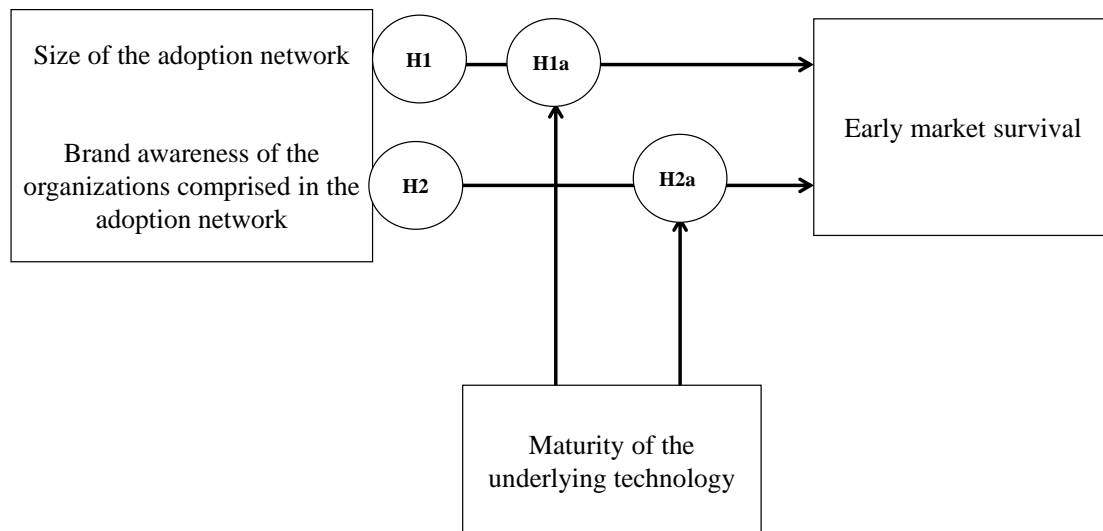 Size of the adoption network
H1
H1a
Brand awareness of the
organizations comprised in the
adoption network
H2
H2a
Early market survival
Maturity of the
underlying technology